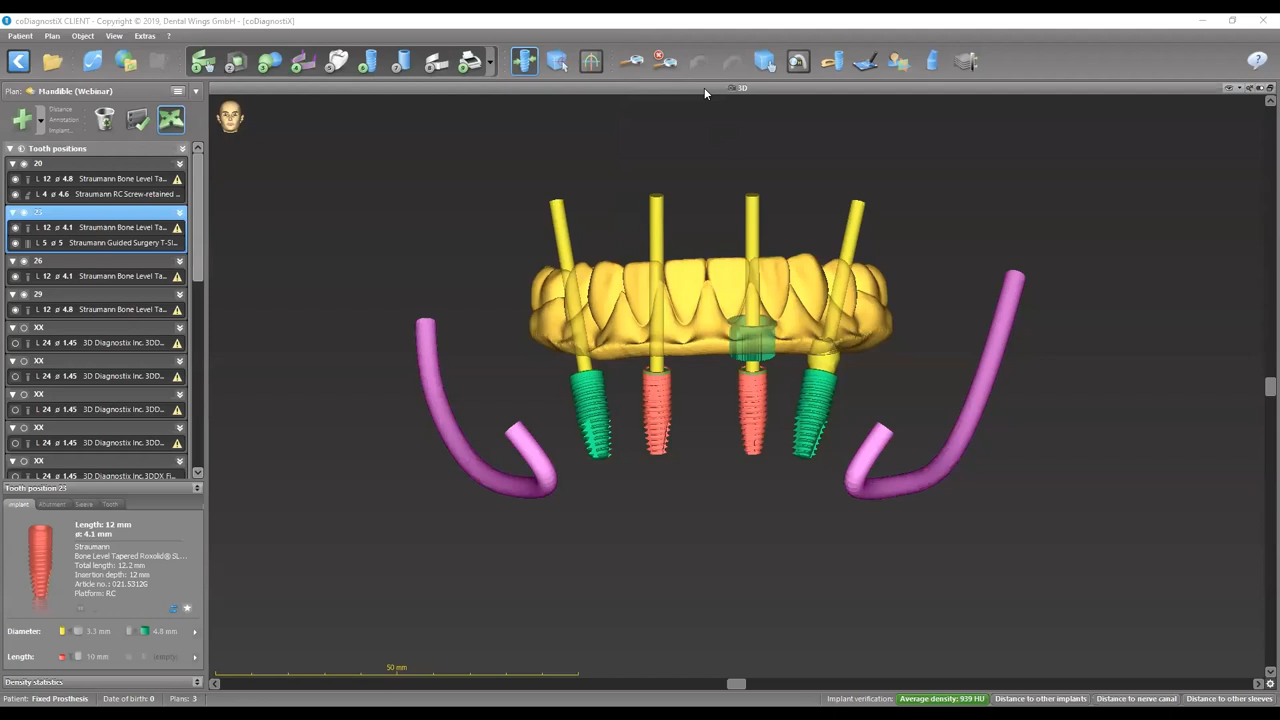 coDiagnostiX CLIENT - Copyright © 2019, Dental Wings GmbH - [coDiagnostiX]
Patient Plan Object View Extras ?
Plan: Mandible (Webinar)
3D
Distance
Annotation
Implant...
Tooth positions
20
L 12 ø 4.8 Straumann Bone Level Ta...
L 4 ø 4.6 Straumann RC Screw-retained ...
23
L 12 ø 4.1 Straumann Bone Level Ta...
L 5 ø 5 Straumann Guided Surgery T-Sl...
26
L 12 ø 4.1 Straumann Bone Level Ta...
29
L 12 ø 4.8 Straumann Bone Level Ta...
XX
L 24 ø 1.45 3D Diagnostix Inc. 3DD...
XX
L 24 ø 1.45 3D Diagnostix Inc. 3DD...
XX
L 24 ø 1.45 3D Diagnostix Inc. 3DD...
XX
L 24 ø 1.45 3D Diagnostix Inc. 3DD...
XX
L 24 ø 1.45 3D Diagnostix Inc. 3DDX Fi...
Tooth position 23
Implant Abutment Sleeve Tooth
Length: 12 mm
ø: 4.1 mm
Straumann
Bone Level Tapered Roxolid® SL...
Total length: 12.2 mm
Insertion depth: 12 mm
Article no.: 021.5312G
Platform: RC
Diameter: 3.3 mm 4.8 mm
Length: 10 mm (empty)
50 mm
Density statistics
Patient: Fixed Prosthesis Date of birth: 0 Plans: 3 Implant verification: Average density: 939 HU Distance to other implants Distance to nerve canal Distance to other sleeves